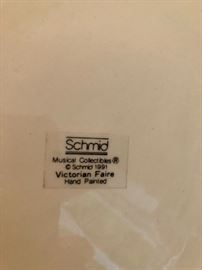 Schmid
Musical Collectibles®
© Schmid 1991
Victorian Faire
Hand Painted